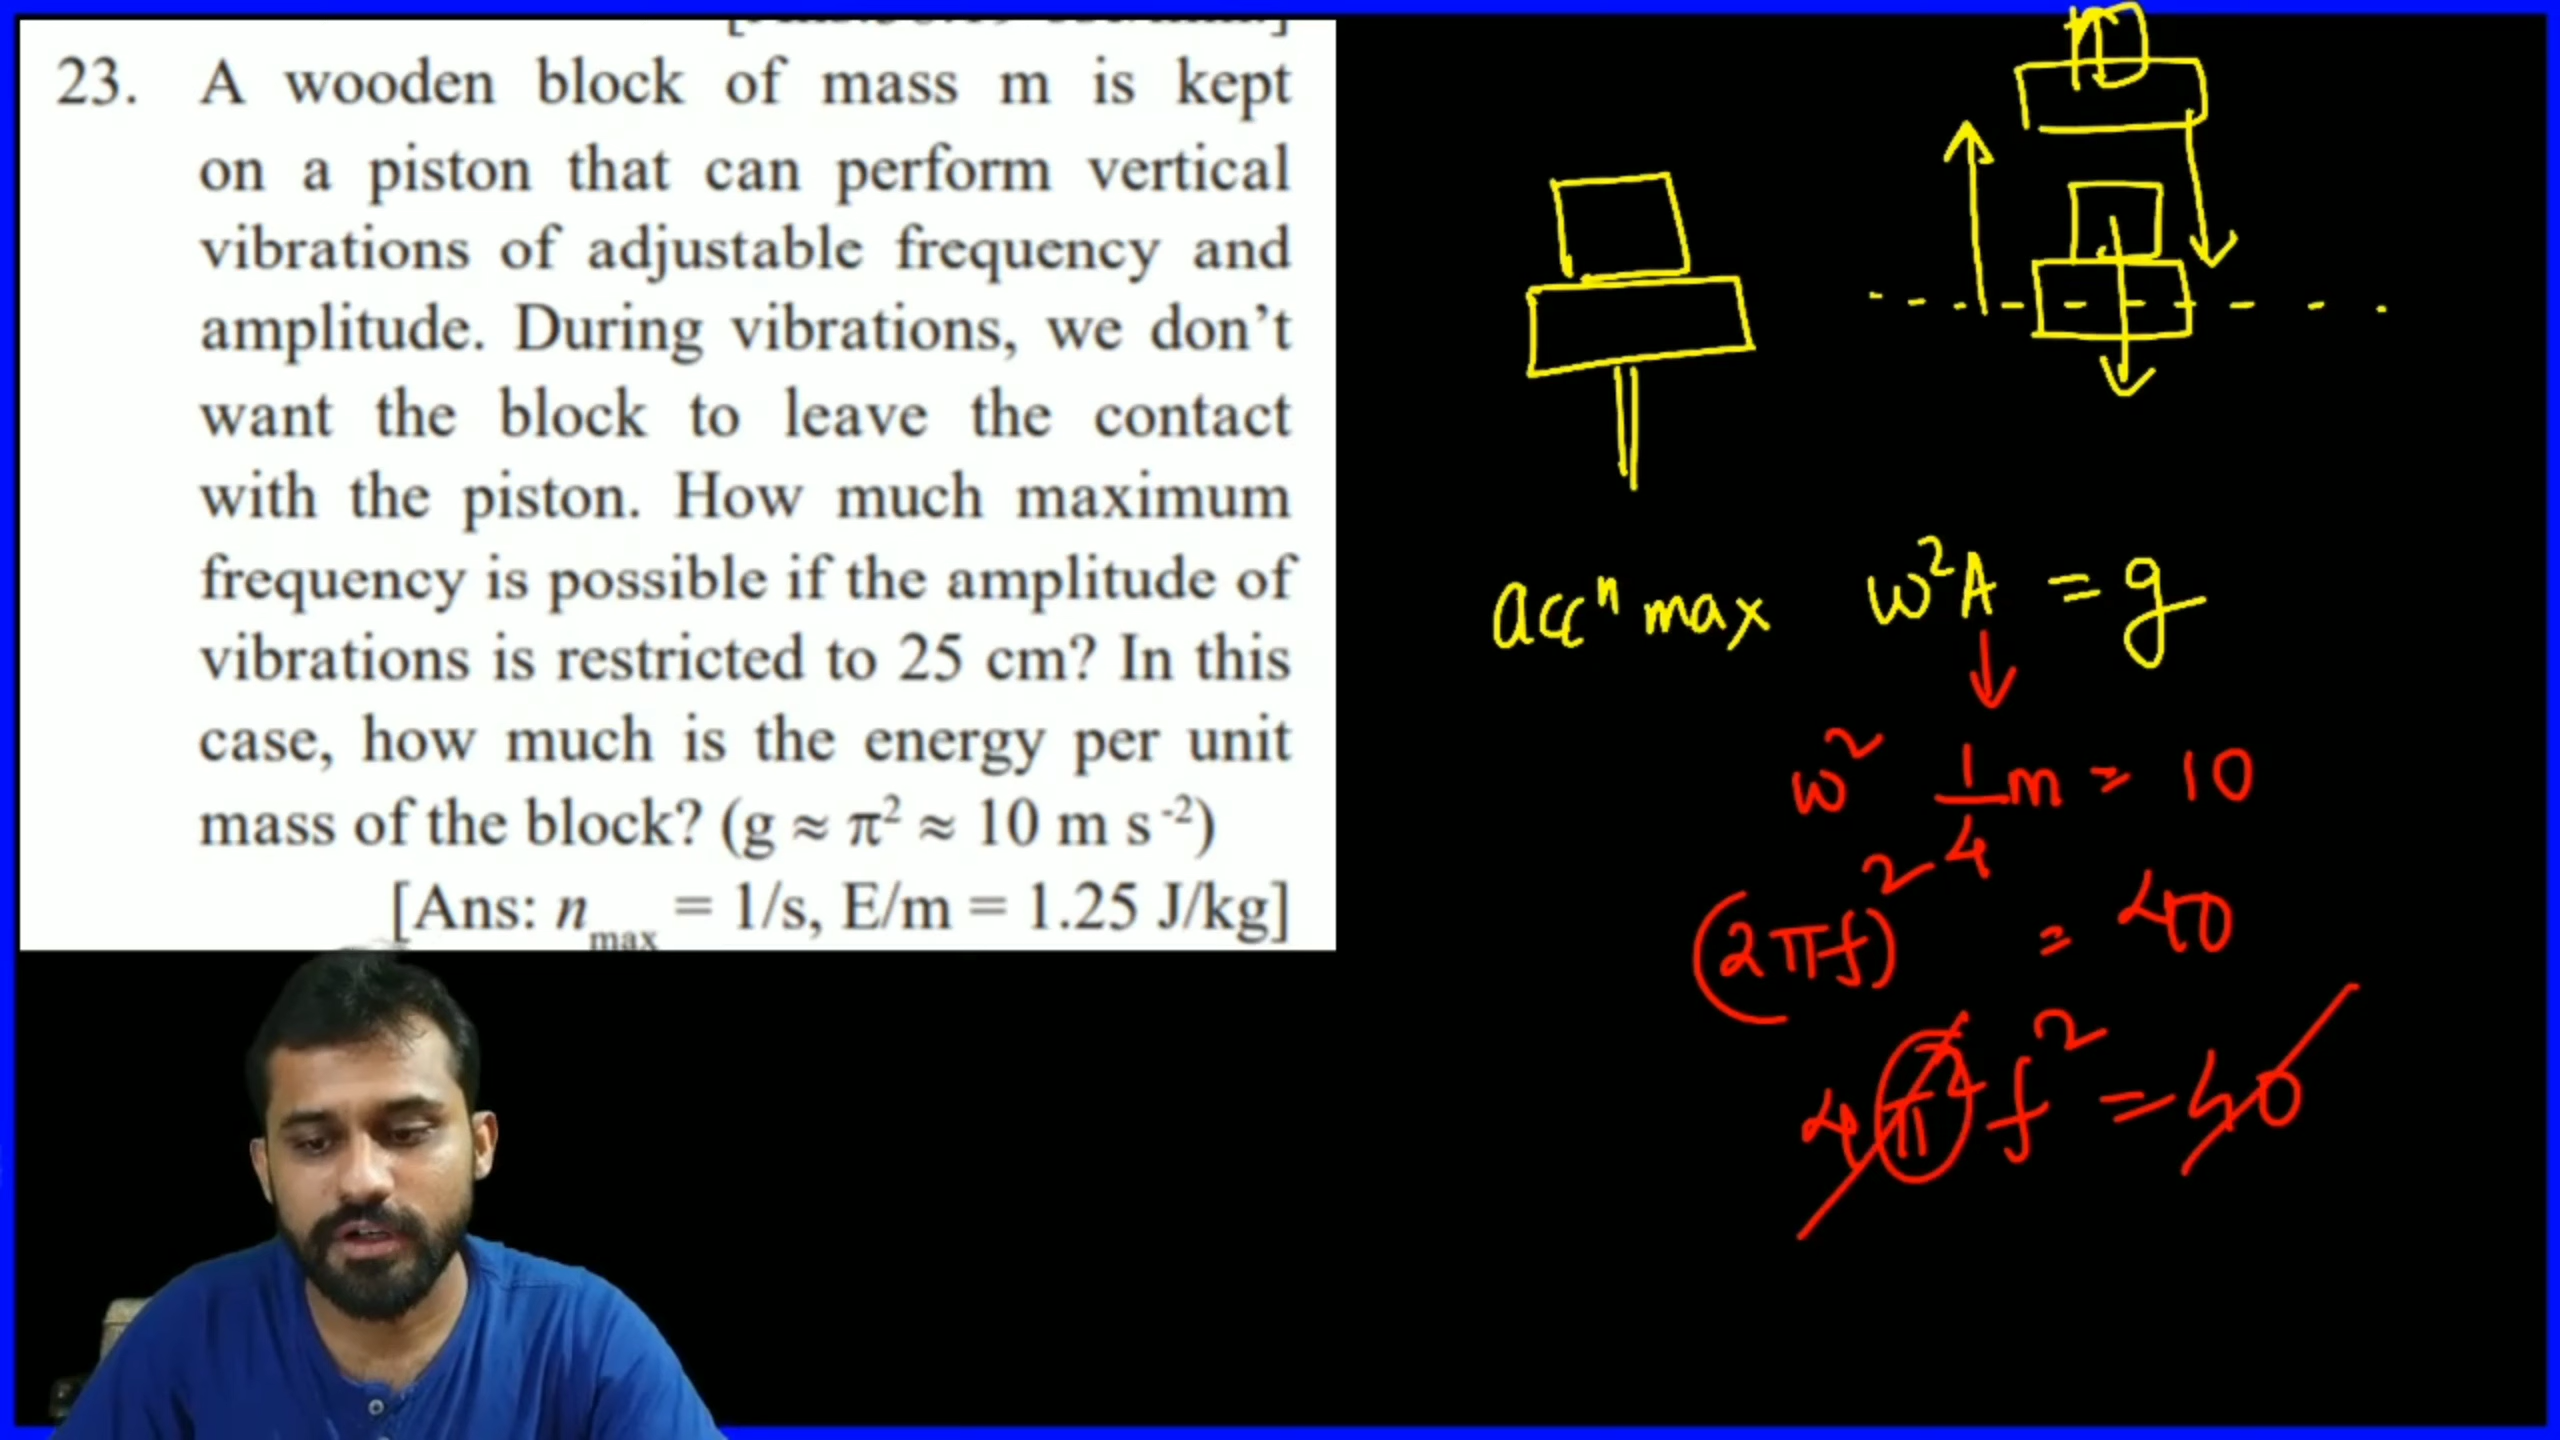 23. A wooden block of mass m is kept
on a piston that can perform vertical
vibrations of adjustable frequency and
amplitude. During vibrations, we don’t
want the block to leave the contact
with the piston. How much maximum
frequency is possible if the amplitude of
vibrations is restricted to 25 cm? In this
case, how much is the energy per unit
mass of the block? (g ≈ π² ≈ 10 m s⁻²)
[Ans: n_max = 1/s, E/m = 1.25 J/kg]
accⁿ max ω²A = g
ω² 1/4 m = 10
(2πf)² = 40
4π²f² = 40